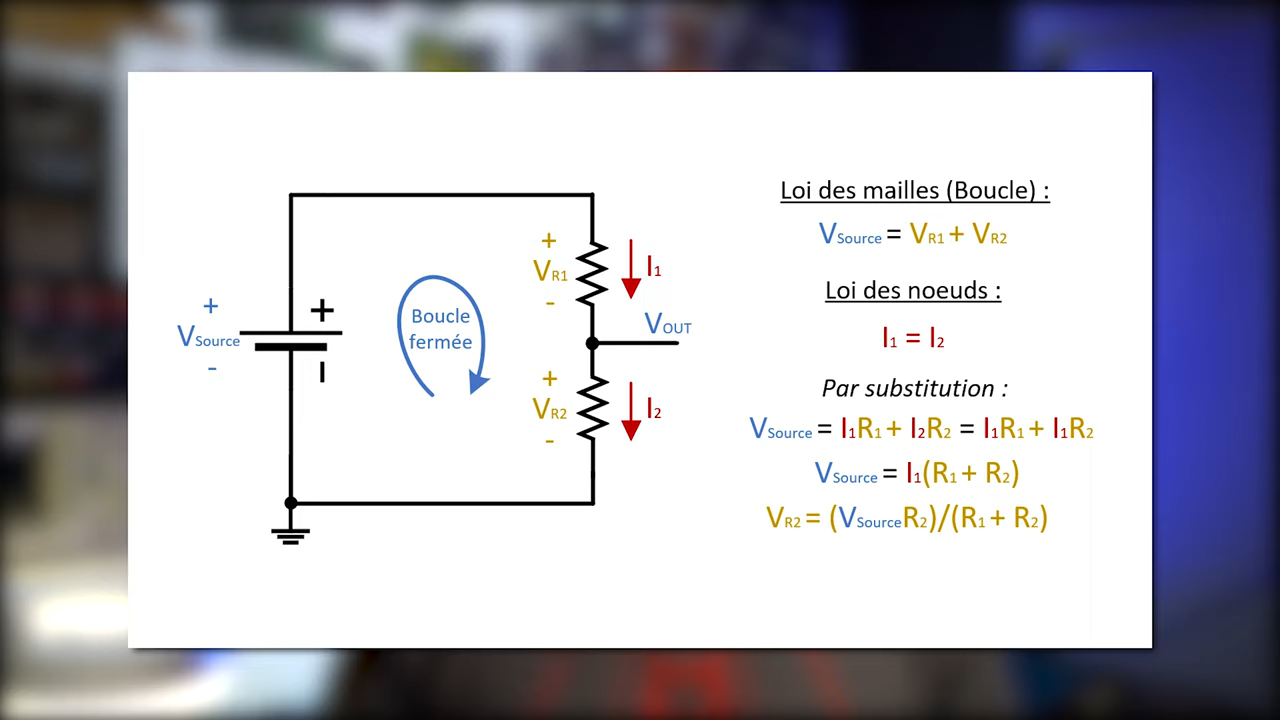 Loi des mailles (Boucle) :
VSource = VR1 + VR2
Loi des noeuds :
I1 = I2
Par substitution :
VSource = I1R1 + I2R2 = I1R1 + I1R2
VSource = I1(R1 + R2)
VR2 = (VSourceR2)/(R1 + R2)
+
VSource
-
+
Boucle
fermée
+
VR1
-
I1
VOUT
+
VR2
-
I2